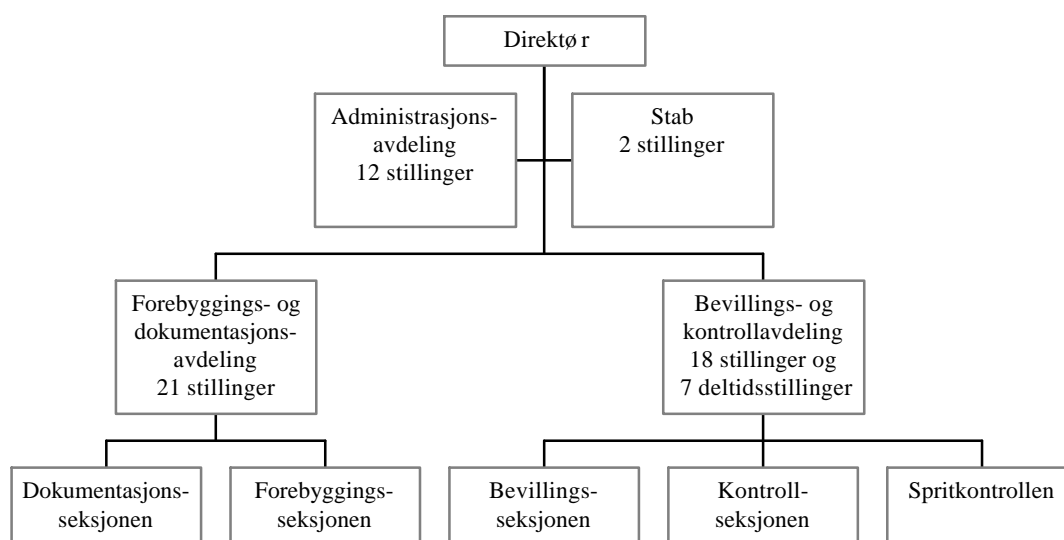 Direktør
Administrasjons-
avdeling
12 stillinger
Stab
2 stillinger
Forebyggings- og
dokumentasjons-
avdeling
21 stillinger
Bevillings- og
kontrollavdeling
18 stillinger og
7 deltidsstillinger
Dokumentasjons-
seksjonen
Forebyggings-
seksjonen
Bevillings-
seksjonen
Kontroll-
seksjonen
Spritkontrollen